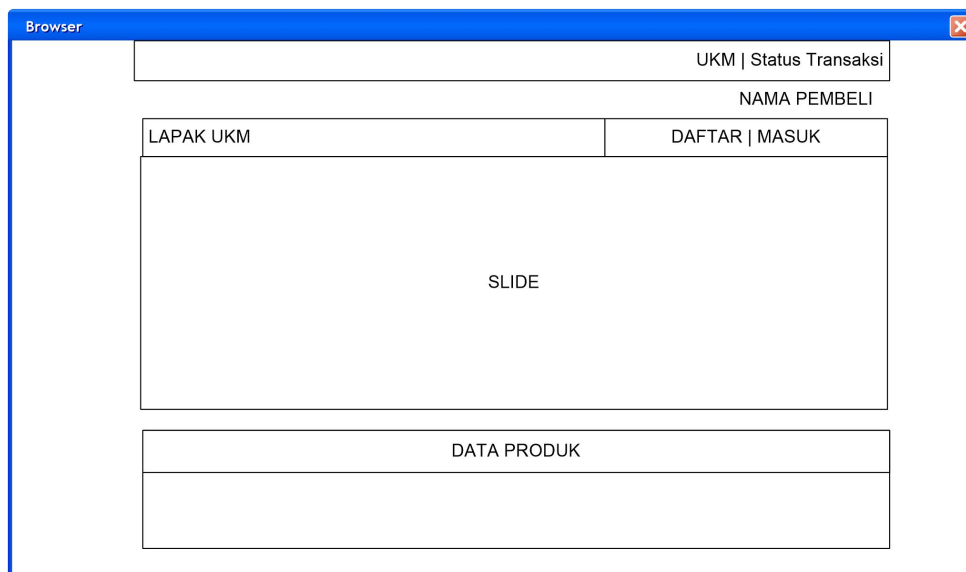 Browser
UKM | Status Transaksi
NAMA PEMBELI
LAPAK UKM
DAFTAR | MASUK
SLIDE
DATA PRODUK